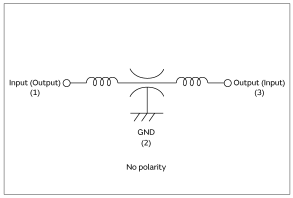 Input (Output)
(1)
Output (Input)
(3)
GND
(2)
No polarity